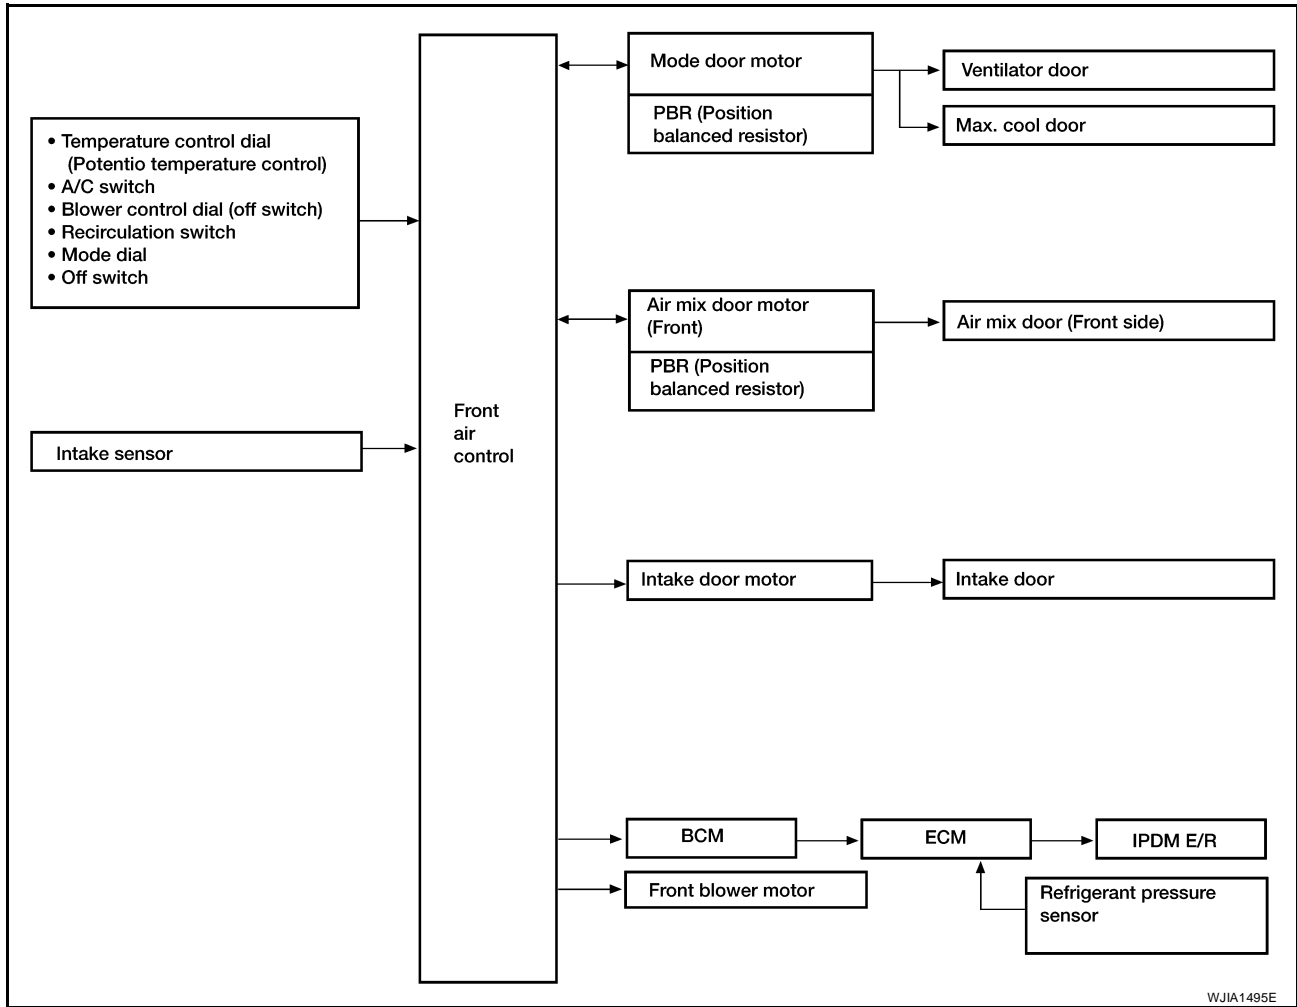 • Temperature control dial
(Potentio temperature control)
• A/C switch
• Blower control dial (off switch)
• Recirculation switch
• Mode dial
• Off switch
Intake sensor
Front
air
control
Mode door motor
PBR (Position
balanced resistor)
Ventilator door
Max. cool door
Air mix door motor
(Front)
PBR (Position
balanced resistor)
Air mix door (Front side)
Intake door motor
Intake door
BCM
ECM
IPDM E/R
Front blower motor
Refrigerant pressure
sensor
WJIA1495E